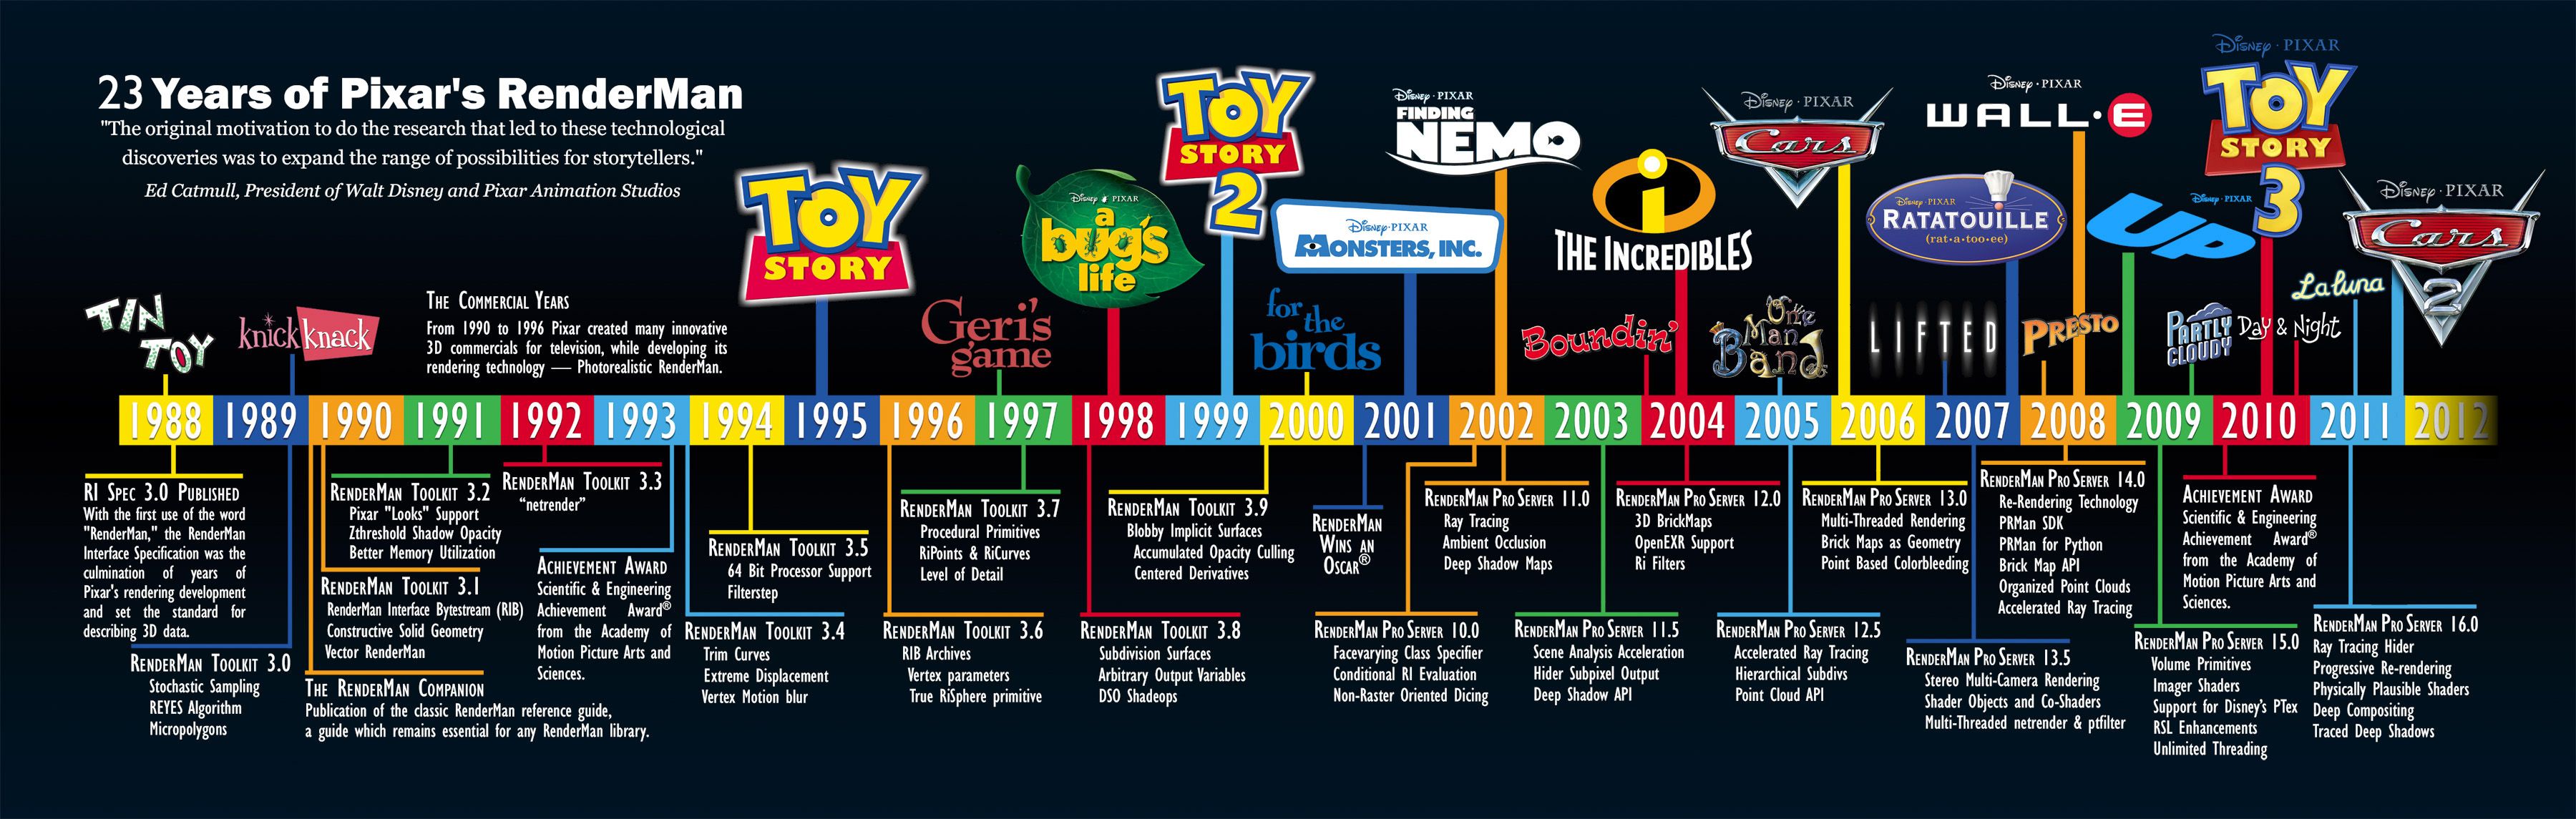 23 Years of Pixar's RenderMan
"The original motivation to do the research that led to these technological
discoveries was to expand the range of possibilities for storytellers."
Ed Catmull, President of Walt Disney and Pixar Animation Studios
TIN
TOY
knick knack
The Commercial Years
From 1990 to 1996 Pixar created many innovative
3D commercials for television, while developing its
rendering technology — Photorealistic RenderMan.
TOY
STORY
Geri's
game
DISNEY PIXAR
a
bug's
life
TOY
STORY
2
for the
birds
DISNEY·PIXAR
MONSTERS, INC.
DISNEY · PIXAR
FINDING
NEMO
Boundin'
THE INCREDIBLES
One
Man
Band
DISNEY · PIXAR
Cars
LIFTED
DISNEY · PIXAR
RATATOUILLE
(rat·a·too·ee)
PRESTO
DISNEY · PIXAR
WALL·E
DISNEY · PIXAR
UP
PARTLY
CLOUDY
DISNEY · PIXAR
TOY
STORY
3
Day & Night
La luna
DISNEY · PIXAR
Cars
2
1988 1989 1990 1991 1992 1993 1994 1995 1996 1997 1998 1999 2000 2001 2002 2003 2004 2005 2006 2007 2008 2009 2010 2011 2012
RI Spec 3.0 Published
With the first use of the word
"RenderMan," the RenderMan
Interface Specification was the
culmination of years of
Pixar's rendering development
and set the standard for
describing 3D data.
RenderMan Toolkit 3.0
Stochastic Sampling
REYES Algorithm
Micropolygons
The RenderMan Companion
Publication of the classic RenderMan reference guide,
a guide which remains essential for any RenderMan library.
RenderMan Toolkit 3.1
RenderMan Interface Bytestream (RIB)
Constructive Solid Geometry
Vector RenderMan
RenderMan Toolkit 3.2
Pixar "Looks" Support
Zthreshold Shadow Opacity
Better Memory Utilization
RenderMan Toolkit 3.3
"netrender"
Achievement Award
Scientific & Engineering
Achievement Award®
from the Academy of
Motion Picture Arts and
Sciences.
RenderMan Toolkit 3.4
Trim Curves
Extreme Displacement
Vertex Motion blur
RenderMan Toolkit 3.5
64 Bit Processor Support
Filterstep
RenderMan Toolkit 3.6
RIB Archives
Vertex parameters
True RiSphere primitive
RenderMan Toolkit 3.7
Procedural Primitives
RiPoints & RiCurves
Level of Detail
RenderMan Toolkit 3.8
Subdivision Surfaces
Arbitrary Output Variables
DSO Shadeops
RenderMan Toolkit 3.9
Blobby Implicit Surfaces
Accumulated Opacity Culling
Centered Derivatives
RenderMan
Wins an
Oscar®
RenderMan Pro Server 10.0
Facevarying Class Specifier
Conditional RI Evaluation
Non-Raster Oriented Dicing
RenderMan Pro Server 11.0
Ray Tracing
Ambient Occlusion
Deep Shadow Maps
RenderMan Pro Server 11.5
Scene Analysis Acceleration
Hider Subpixel Output
Deep Shadow API
RenderMan Pro Server 12.0
3D BrickMaps
OpenEXR Support
Ri Filters
RenderMan Pro Server 12.5
Accelerated Ray Tracing
Hierarchical Subdivs
Point Cloud API
RenderMan Pro Server 13.0
Multi-Threaded Rendering
Brick Maps as Geometry
Point Based Colorbleeding
RenderMan Pro Server 13.5
Stereo Multi-Camera Rendering
Shader Objects and Co-Shaders
Multi-Threaded netrender & ptfilter
RenderMan Pro Server 14.0
Re-Rendering Technology
PRMan SDK
PRMan for Python
Brick Map API
Organized Point Clouds
Accelerated Ray Tracing
RenderMan Pro Server 15.0
Volume Primitives
Imager Shaders
Support for Disney's PTex
RSL Enhancements
Unlimited Threading
Achievement Award
Scientific & Engineering
Achievement Award®
from the Academy of
Motion Picture Arts and
Sciences.
RenderMan Pro Server 16.0
Ray Tracing Hider
Progressive Re-rendering
Physically Plausible Shaders
Deep Compositing
Traced Deep Shadows